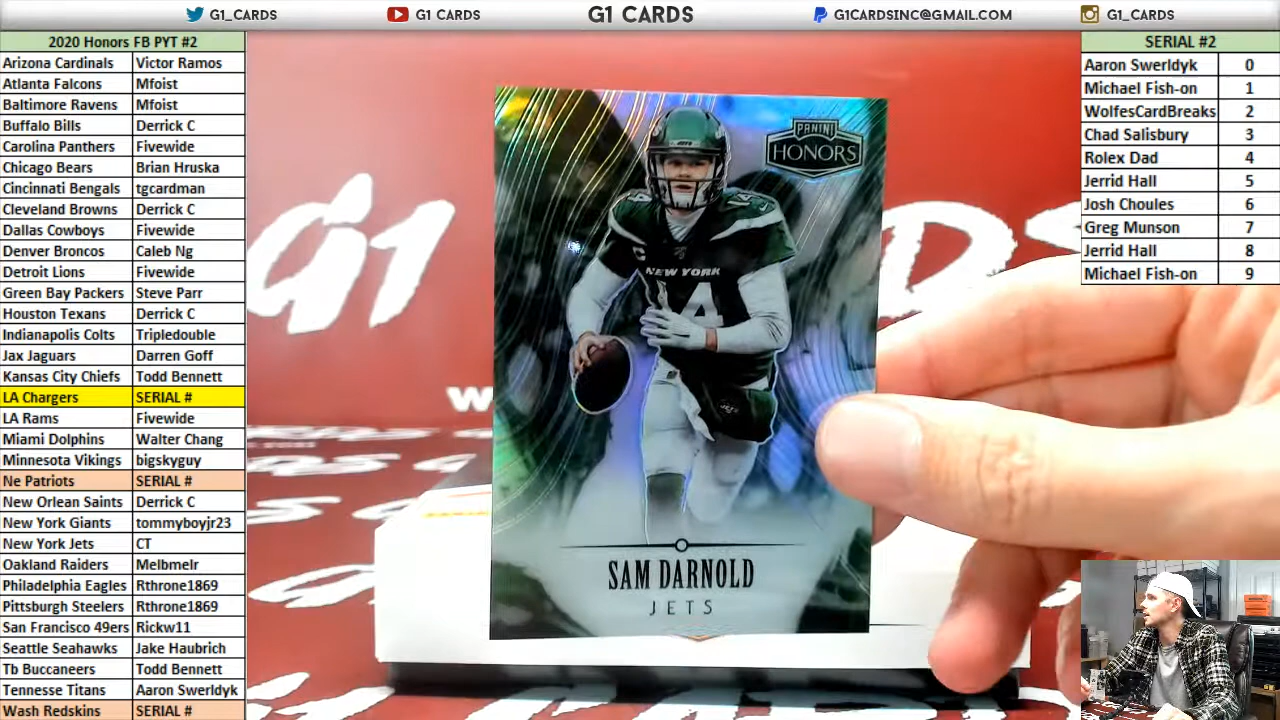 G1_CARDS
G1 CARDS
G1 CARDS
G1CARDSINC@GMAIL.COM
G1_CARDS
2020 Honors FB PYT #2
Arizona Cardinals Victor Ramos
Atlanta Falcons Mfoist
Baltimore Ravens Mfoist
Buffalo Bills Derrick C
Carolina Panthers Fivewide
Chicago Bears Brian Hruska
Cincinnati Bengals tgcardman
Cleveland Browns Derrick C
Dallas Cowboys Fivewide
Denver Broncos Caleb Ng
Detroit Lions Fivewide
Green Bay Packers Steve Parr
Houston Texans Derrick C
Indianapolis Colts Tripledouble
Jax Jaguars Darren Goff
Kansas City Chiefs Todd Bennett
LA Chargers SERIAL #
LA Rams Fivewide
Miami Dolphins Walter Chang
Minnesota Vikings bigskyguy
Ne Patriots SERIAL #
New Orlean Saints Derrick C
New York Giants tommyboyjr23
New York Jets CT
Oakland Raiders Melbmelr
Philadelphia Eagles Rthrone1869
Pittsburgh Steelers Rthrone1869
San Francisco 49ers Rickw11
Seattle Seahawks Jake Haubrich
Tb Buccaneers Todd Bennett
Tennesse Titans Aaron Swerldyk
Wash Redskins SERIAL #
G1
PANINI
HONORS
NEW YORK
14
SAM DARNOLD
JETS
SERIAL #2
Aaron Swerldyk 0
Michael Fish-on 1
WolfesCardBreaks 2
Chad Salisbury 3
Rolex Dad 4
Jerrid Hall 5
Josh Choules 6
Greg Munson 7
Jerrid Hall 8
Michael Fish-on 9